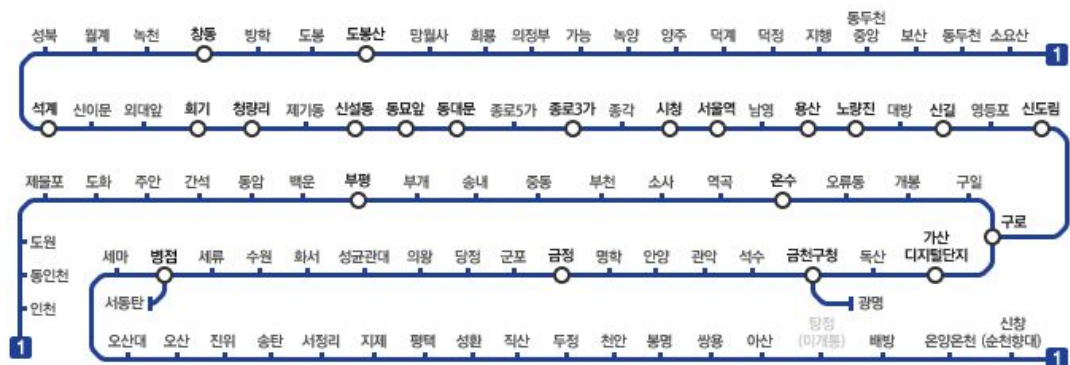 성북 월계 녹천 창동 방학 도봉 도봉산 망월사 회룡 의정부 가능 녹양 양주 덕계 덕정 지행 동두천
중앙 보산 동두천 소요산 1
석계 신이문 외대앞 회기 청량리 제기동 신설동 동묘앞 동대문 종로5가 종로3가 종각 시청 서울역 남영 용산 노량진 대방 신길 영등포 신도림
제물포 도화 주안 간석 동암 백운 부평 부개 송내 중동 부천 소사 역곡 온수 오류동 개봉 구일
구로
도원
동인천
인천
1
세마 병점 세류 수원 화서 성균관대 의왕 당정 군포 금정 명학 안양 관악 석수 금천구청 독산 가산
디지털단지
서동탄
광명
오산대 오산 진위 송탄 서정리 지제 평택 성환 직산 두정 천안 봉명 쌍용 아산 탕정
(미개통) 배방 온양온천 신창
(순천향대) 1